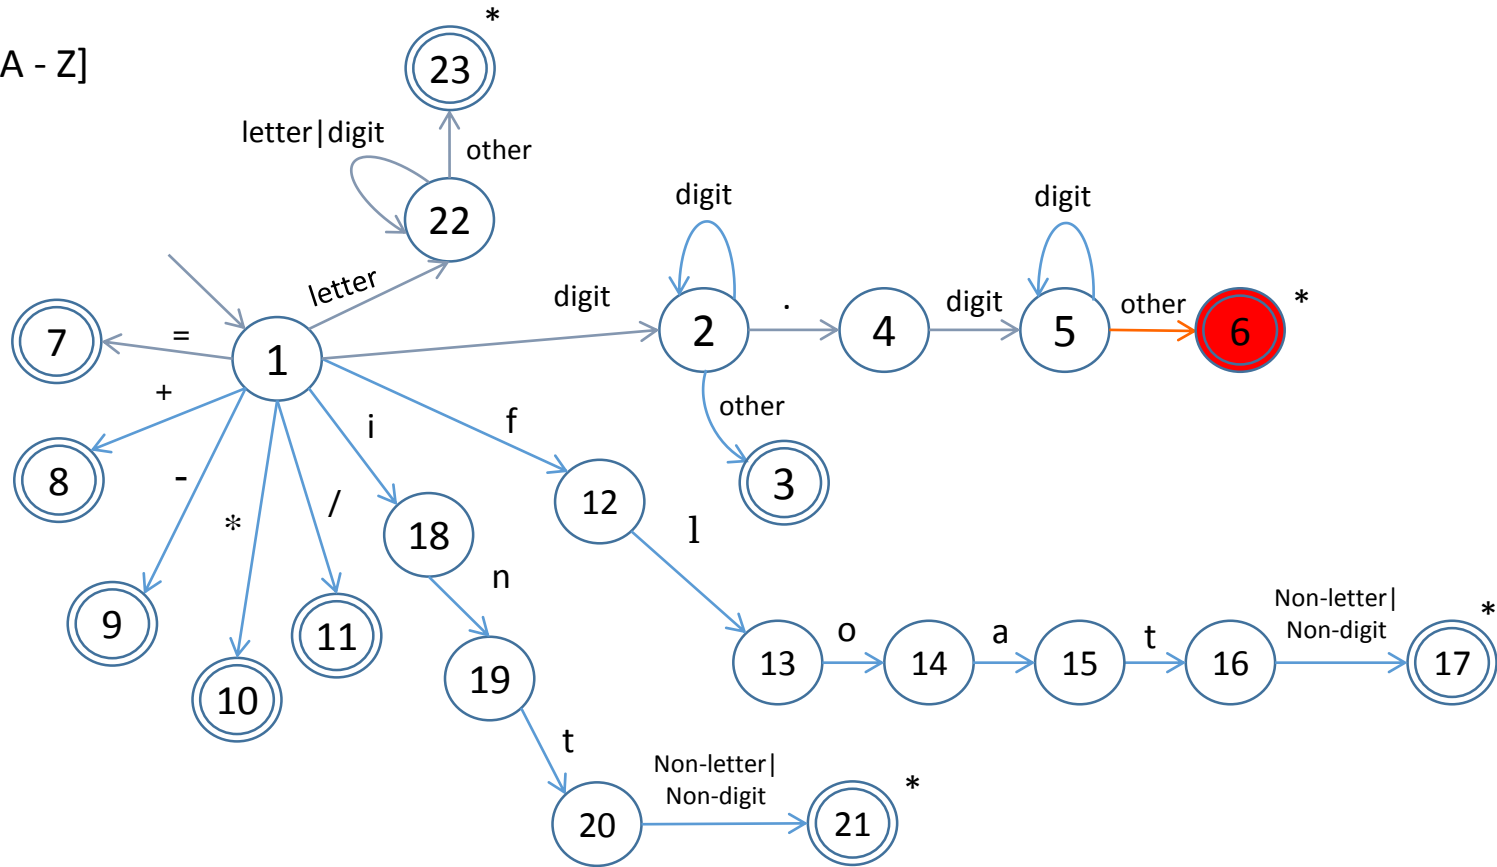 *
23
A - Z]
letter|digit
other
22
digit
digit
letter
digit
.
digit
other
*
7
=
1
2
4
5
6
+
i
f
other
8
-
*
/
18
12
3
l
n
9
11
10
19
13
o
14
a
15
t
16
Non-letter|
Non-digit
*
17
t
20
Non-letter|
Non-digit
*
21